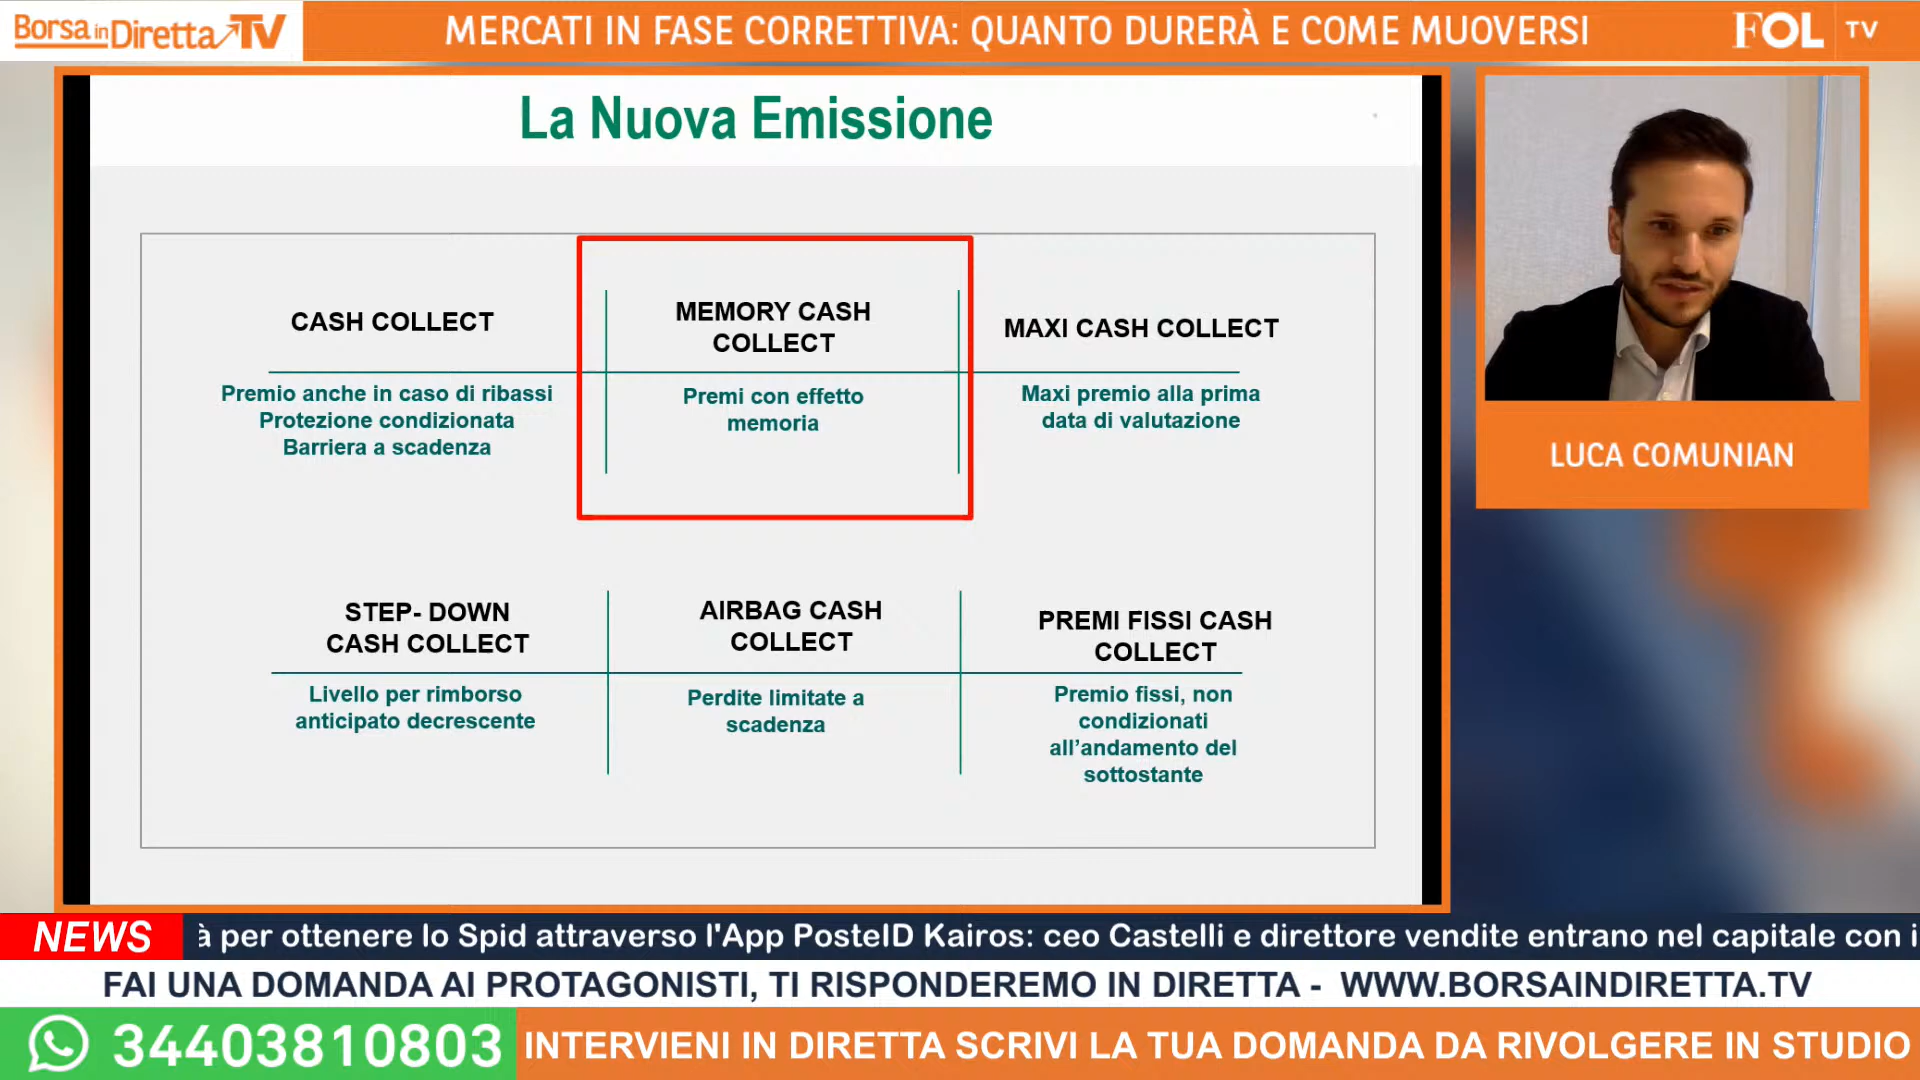 Borsa in Diretta TV
MERCATI IN FASE CORRETTIVA: QUANTO DURERÀ E COME MUOVERSI
FOL TV
La Nuova Emissione
CASH COLLECT
Premio anche in caso di ribassi
Protezione condizionata
Barriera a scadenza
MEMORY CASH
COLLECT
Premi con effetto
memoria
MAXI CASH COLLECT
Maxi premio alla prima
data di valutazione
STEP- DOWN
CASH COLLECT
Livello per rimborso
anticipato decrescente
AIRBAG CASH
COLLECT
Perdite limitate a
scadenza
PREMI FISSI CASH
COLLECT
Premio fissi, non
condizionati
all’andamento del
sottostante
LUCA COMUNIAN
NEWS
à per ottenere lo Spid attraverso l'App PosteID Kairos: ceo Castelli e direttore vendite entrano nel capitale con i
FAI UNA DOMANDA AI PROTAGONISTI, TI RISPONDEREMO IN DIRETTA - WWW.BORSAINDIRETTA.TV
34403810803
INTERVIENI IN DIRETTA SCRIVI LA TUA DOMANDA DA RIVOLGERE IN STUDIO